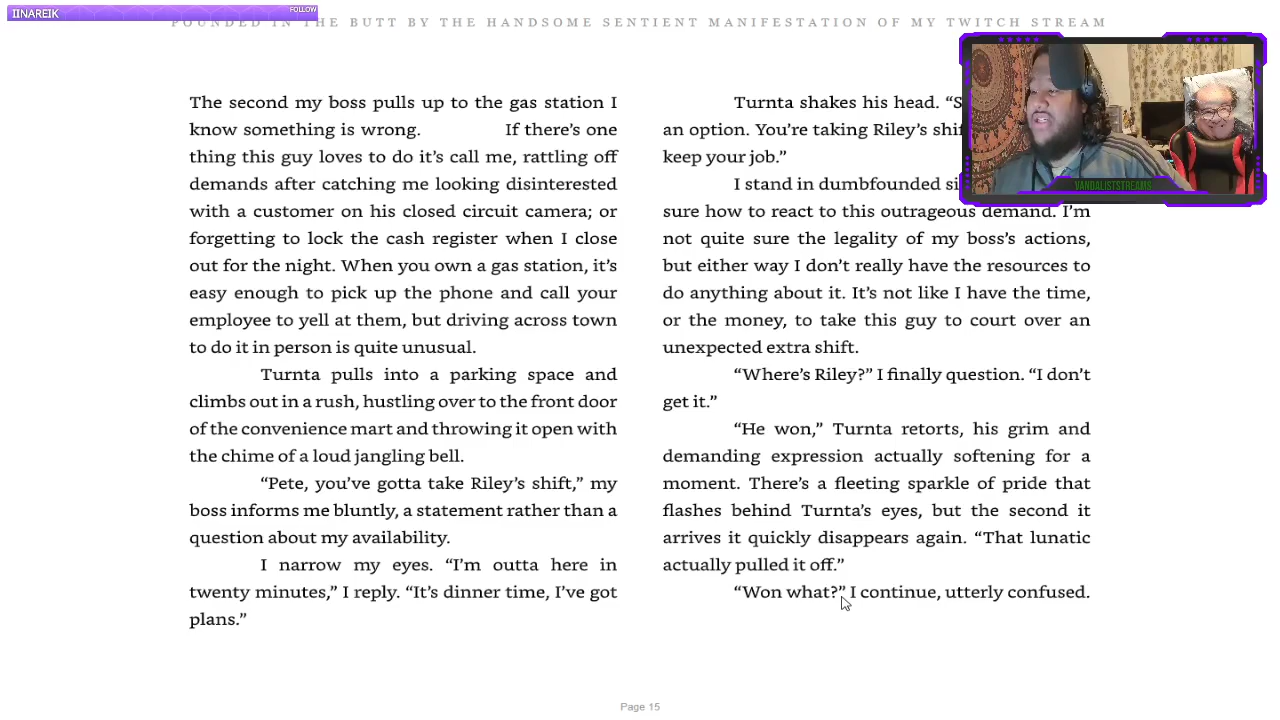 IINAREIK
FOLLOW
POUNDED IN THE BUTT BY THE HANDSOME SENTIENT MANIFESTATION OF MY TWITCH STREAM
The second my boss pulls up to the gas station I
know something is wrong. If there's one
thing this guy loves to do it's call me, rattling off
demands after catching me looking disinterested
with a customer on his closed circuit camera; or
forgetting to lock the cash register when I close
out for the night. When you own a gas station, it's
easy enough to pick up the phone and call your
employee to yell at them, but driving across town
to do it in person is quite unusual.
Turnta pulls into a parking space and
climbs out in a rush, hustling over to the front door
of the convenience mart and throwing it open with
the chime of a loud jangling bell.
“Pete, you've gotta take Riley's shift,” my
boss informs me bluntly, a statement rather than a
question about my availability.
I narrow my eyes. “I'm outta here in
twenty minutes,” I reply. “It's dinner time, I've got
plans.”
Turnta shakes his head. “S
an option. You're taking Riley's shif
keep your job.”
I stand in dumbfounded si
sure how to react to this outrageous demand. I'm
not quite sure the legality of my boss's actions,
but either way I don't really have the resources to
do anything about it. It's not like I have the time,
or the money, to take this guy to court over an
unexpected extra shift.
“Where's Riley?” I finally question. “I don't
get it.”
“He won,” Turnta retorts, his grim and
demanding expression actually softening for a
moment. There's a fleeting sparkle of pride that
flashes behind Turnta's eyes, but the second it
arrives it quickly disappears again. “That lunatic
actually pulled it off.”
“Won what?” I continue, utterly confused.
VANDALISTSTREAMS
Page 15